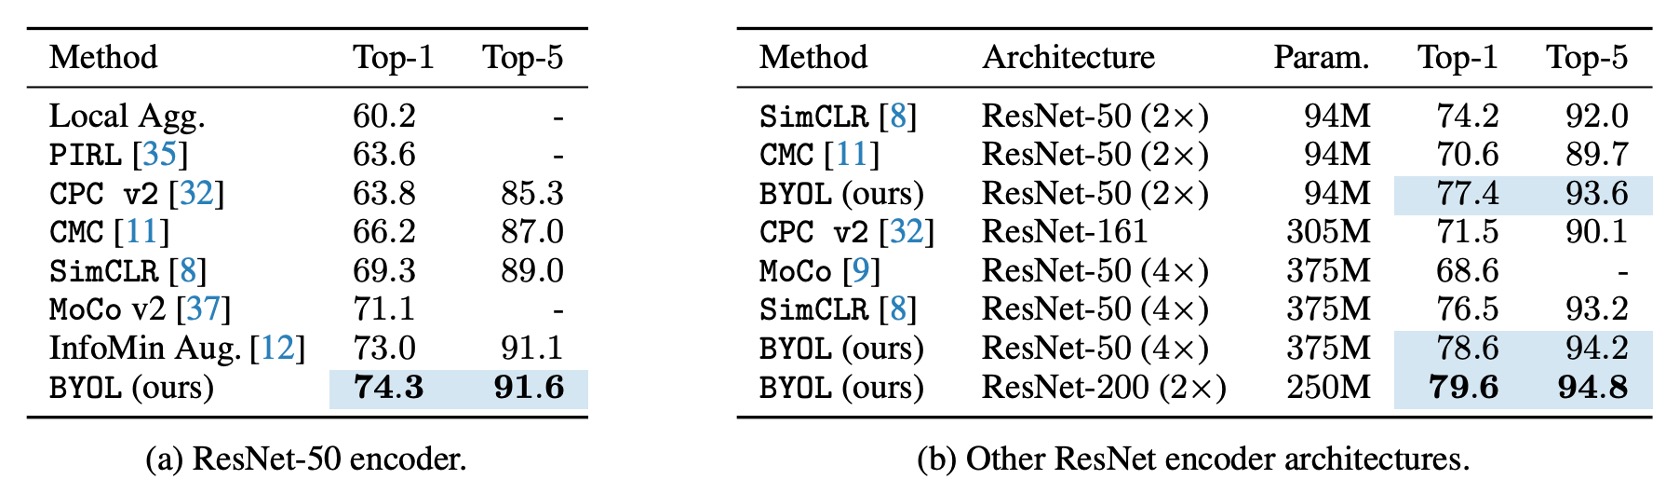 Method Top-1 Top-5
Local Agg. 60.2 -
PIRL [35] 63.6 -
CPC v2 [32] 63.8 85.3
CMC [11] 66.2 87.0
SimCLR [8] 69.3 89.0
MoCo v2 [37] 71.1 -
InfoMin Aug. [12] 73.0 91.1
BYOL (ours) 74.3 91.6
(a) ResNet-50 encoder.
Method Architecture Param. Top-1 Top-5
SimCLR [8] ResNet-50 (2×) 94M 74.2 92.0
CMC [11] ResNet-50 (2×) 94M 70.6 89.7
BYOL (ours) ResNet-50 (2×) 94M 77.4 93.6
CPC v2 [32] ResNet-161 305M 71.5 90.1
MoCo [9] ResNet-50 (4×) 375M 68.6 -
SimCLR [8] ResNet-50 (4×) 375M 76.5 93.2
BYOL (ours) ResNet-50 (4×) 375M 78.6 94.2
BYOL (ours) ResNet-200 (2×) 250M 79.6 94.8
(b) Other ResNet encoder architectures.